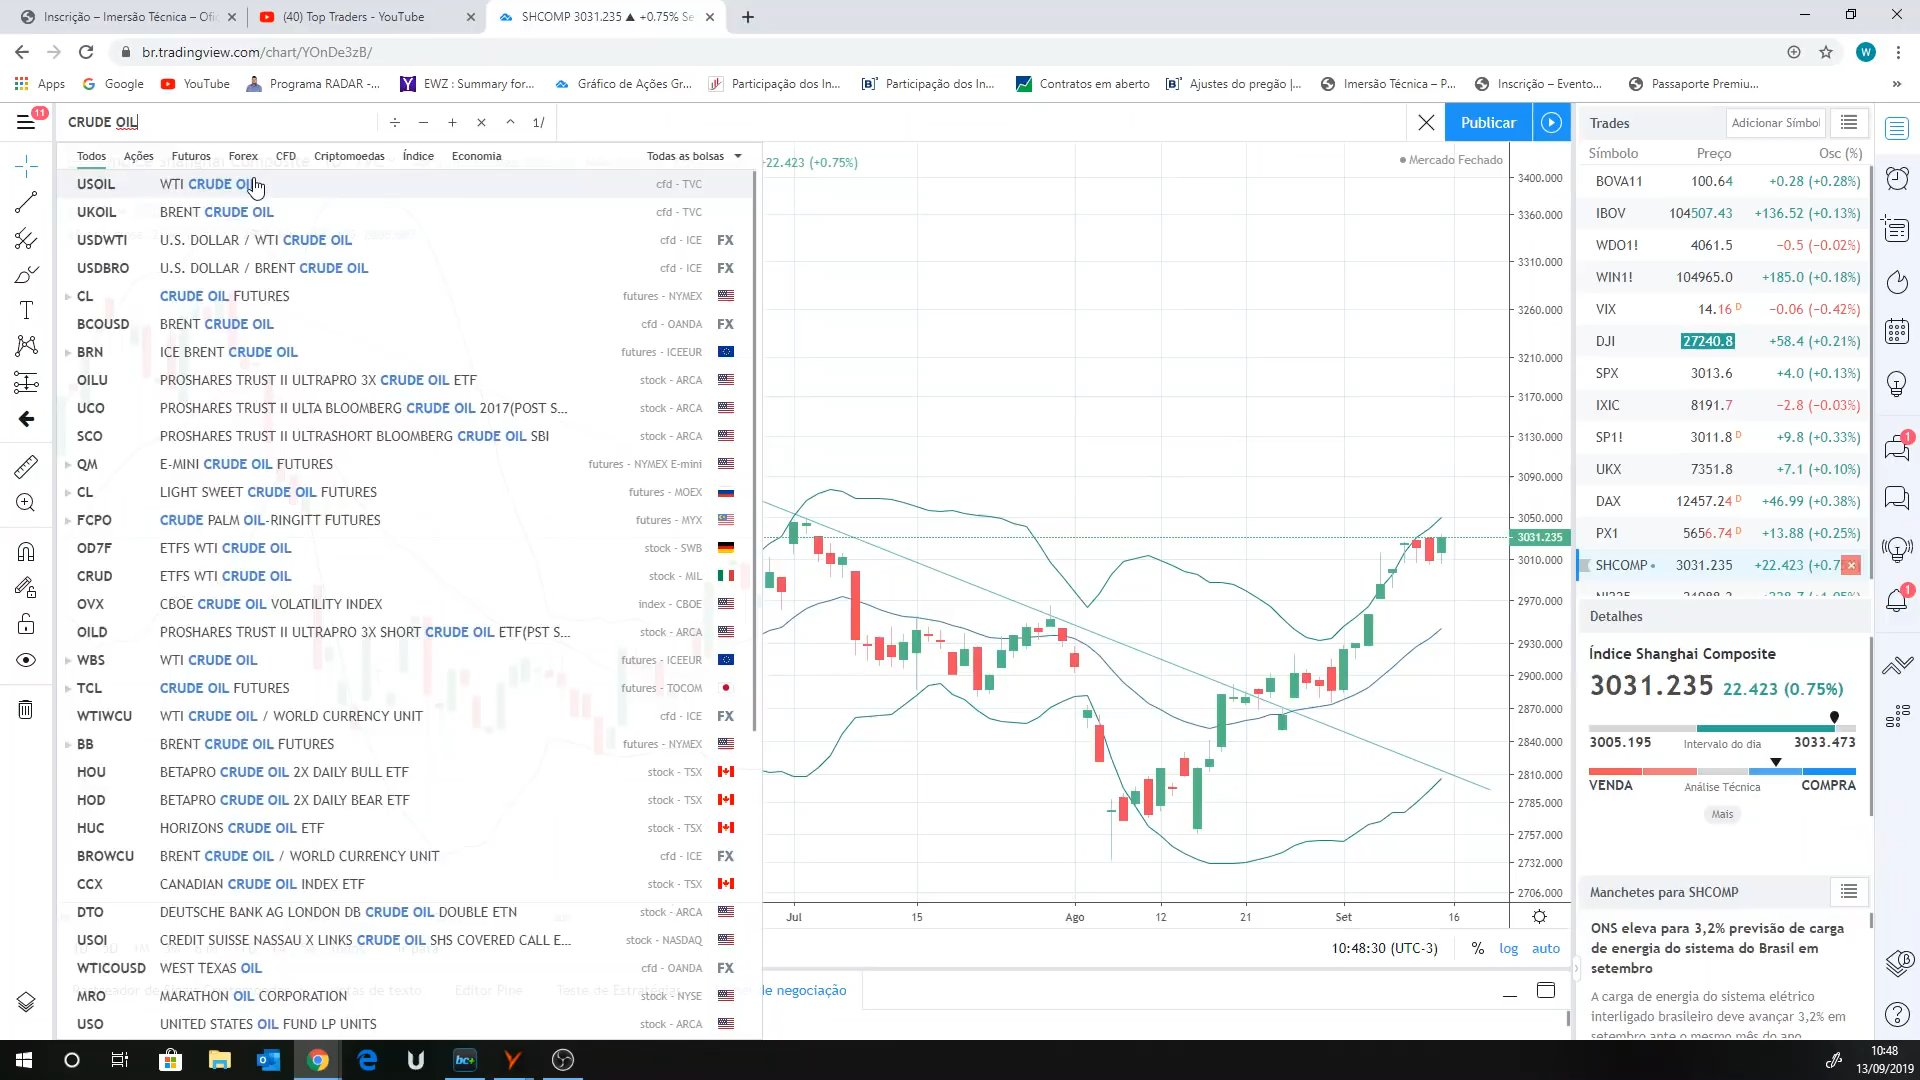 Inscrição – Imersão Técnica – Ofic
(40) Top Traders - YouTube
SHCOMP 3031.235 ▲ +0.75% Se
br.tradingview.com/chart/YOnDe3zB/
W
Apps
Google
YouTube
Programa RADAR -...
EWZ : Summary for...
Gráfico de Ações Gr...
Participação dos In...
Participação dos In...
Contratos em aberto
Ajustes do pregão |...
Imersão Técnica – P...
Inscrição – Evento...
Passaporte Premiu...
»
11
CRUDE OIL
÷ − + × ^ 1/
Publicar
Trades
Adicionar Símbol
Todos Ações Futuros Forex CFD Criptomoedas Índice Economia Todas as bolsas
22.423 (+0.75%)
Mercado Fechado
Símbolo Preço Osc (%)
USOIL WTI CRUDE OIL cfd - TVC
UKOIL BRENT CRUDE OIL cfd - TVC
USDWTI U.S. DOLLAR / WTI CRUDE OIL cfd - ICE FX
USDBRO U.S. DOLLAR / BRENT CRUDE OIL cfd - ICE FX
CL CRUDE OIL FUTURES futures - NYMEX
BCOUSD BRENT CRUDE OIL cfd - OANDA FX
BRN ICE BRENT CRUDE OIL futures - ICEEUR
OILU PROSHARES TRUST II ULTRAPRO 3X CRUDE OIL ETF stock - ARCA
UCO PROSHARES TRUST II ULTA BLOOMBERG CRUDE OIL 2017(POST S... stock - ARCA
SCO PROSHARES TRUST II ULTRASHORT BLOOMBERG CRUDE OIL SBI stock - ARCA
QM E-MINI CRUDE OIL FUTURES futures - NYMEX E-mini
CL LIGHT SWEET CRUDE OIL FUTURES futures - MOEX
FCPO CRUDE PALM OIL-RINGITT FUTURES futures - MYX
OD7F ETFS WTI CRUDE OIL stock - SWB
CRUD ETFS WTI CRUDE OIL stock - MIL
OVX CBOE CRUDE OIL VOLATILITY INDEX index - CBOE
OILD PROSHARES TRUST II ULTRAPRO 3X SHORT CRUDE OIL ETF(PST S... stock - ARCA
WBS WTI CRUDE OIL futures - ICEEUR
TCL CRUDE OIL FUTURES futures - TOCOM
WTIWCU WTI CRUDE OIL / WORLD CURRENCY UNIT cfd - ICE FX
BB BRENT CRUDE OIL FUTURES futures - NYMEX
HOU BETAPRO CRUDE OIL 2X DAILY BULL ETF stock - TSX
HOD BETAPRO CRUDE OIL 2X DAILY BEAR ETF stock - TSX
HUC HORIZONS CRUDE OIL ETF stock - TSX
BROWCU BRENT CRUDE OIL / WORLD CURRENCY UNIT cfd - ICE FX
CCX CANADIAN CRUDE OIL INDEX ETF stock - TSX
DTO DEUTSCHE BANK AG LONDON DB CRUDE OIL DOUBLE ETN stock - ARCA
USOI CREDIT SUISSE NASSAU X LINKS CRUDE OIL SHS COVERED CALL E... stock - NASDAQ
WTICOUSD WEST TEXAS OIL cfd - OANDA FX
MRO MARATHON OIL CORPORATION stock - NYSE
USO UNITED STATES OIL FUND LP UNITS stock - ARCA
Editor Pine
Teste de Estratégia
de negociação
3400.000
3360.000
3310.000
3260.000
3210.000
3170.000
3130.000
3090.000
3050.000
3031.235
3010.000
2970.000
2930.000
2900.000
2870.000
2840.000
2810.000
2785.000
2757.000
2732.000
2706.000
Jul 15 Ago 12 21 Set 16
10:48:30 (UTC-3) % log auto
BOVA11 100.64 +0.28 (+0.28%)
IBOV 104507.43 +136.52 (+0.13%)
WDO1! 4061.5 −0.5 (−0.02%)
WIN1! 104965.0 +185.0 (+0.18%)
VIX 14.16 D −0.06 (−0.42%)
DJI 27240.8 +58.4 (+0.21%)
SPX 3013.6 +4.0 (+0.13%)
IXIC 8191.7 −2.8 (−0.03%)
SP1! 3011.8 D +9.8 (+0.33%)
UKX 7351.8 +7.1 (+0.10%)
DAX 12457.24 D +46.99 (+0.38%)
PX1 5656.74 D +13.88 (+0.25%)
SHCOMP 3031.235 +22.423 (+0.7
Detalhes
Índice Shanghai Composite
3031.235 22.423 (0.75%)
3005.195 Intervalo do dia 3033.473
VENDA Análise Técnica COMPRA
Mais
Manchetes para SHCOMP
ONS eleva para 3,2% previsão de carga
de energia do sistema do Brasil em
setembro
A carga de energia do sistema elétrico
interligado brasileiro deve avançar 3,2% em
setembro ante o mesmo mês do ano
1
1
bc+
10:48
13/09/2019